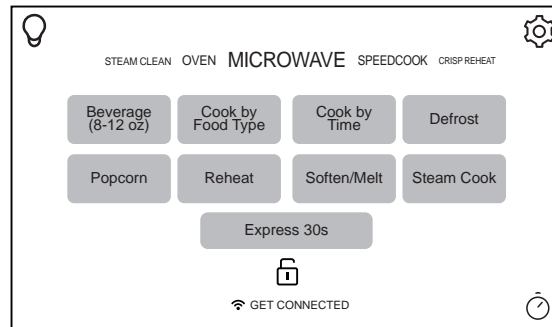 STEAM CLEAN OVEN MICROWAVE SPEEDCOOK CRISP REHEAT
Beverage
(8-12 oz)
Cook by
Food Type
Cook by
Time
Defrost
Popcorn
Reheat
Soften/Melt
Steam Cook
Express 30s
GET CONNECTED